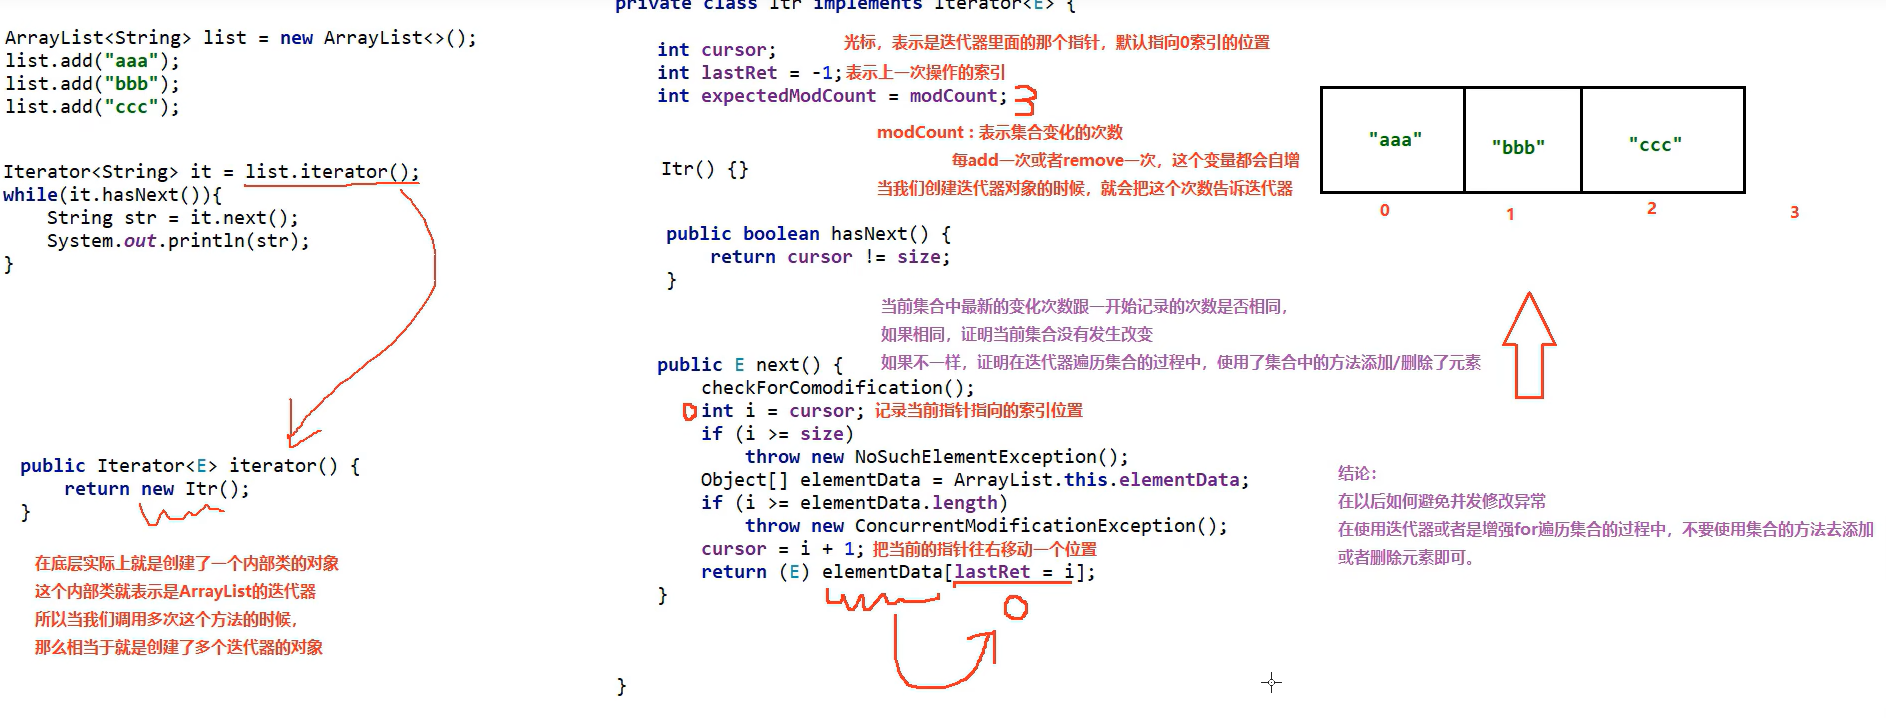 ArrayList<String> list = new ArrayList<>();
list.add("aaa");
list.add("bbb");
list.add("ccc");
Iterator<String> it = list.iterator();
while(it.hasNext()){
String str = it.next();
System.out.println(str);
}
public Iterator<E> iterator() {
return new Itr();
}
在底层实际上就是创建了一个内部类的对象
这个内部类就表示是ArrayList的迭代器
所以当我们调用多次这个方法的时候，
那么相当于就是创建了多个迭代器的对象
private class Itr implements Iterator<E> {
int cursor; 光标，表示是迭代器里面的那个指针，默认指向0索引的位置
int lastRet = -1; 表示上一次操作的索引
int expectedModCount = modCount; 3
modCount：表示集合变化的次数
每add一次或者remove一次，这个变量都会自增
Itr() {}
当我们创建迭代器对象的时候，就会把这个次数告诉迭代器
public boolean hasNext() {
return cursor != size;
}
当前集合中最新的变化次数跟一开始记录的次数是否相同，
如果相同，证明当前集合没有发生改变
如果不一样，证明在迭代器遍历集合的过程中，使用了集合中的方法添加/删除了元素
public E next() {
checkForComodification();
0 int i = cursor; 记录当前指针指向的索引位置
if (i >= size)
throw new NoSuchElementException();
Object[] elementData = ArrayList.this.elementData;
if (i >= elementData.length)
throw new ConcurrentModificationException();
cursor = i + 1; 把当前的指针往右移动一个位置
return (E) elementData[lastRet = i];
}
0
}
"aaa" "bbb" "ccc"
0 1 2 3
结论：
在以后如何避免并发修改异常
在使用迭代器或者是增强for遍历集合的过程中，不要使用集合的方法去添加
或者删除元素即可。